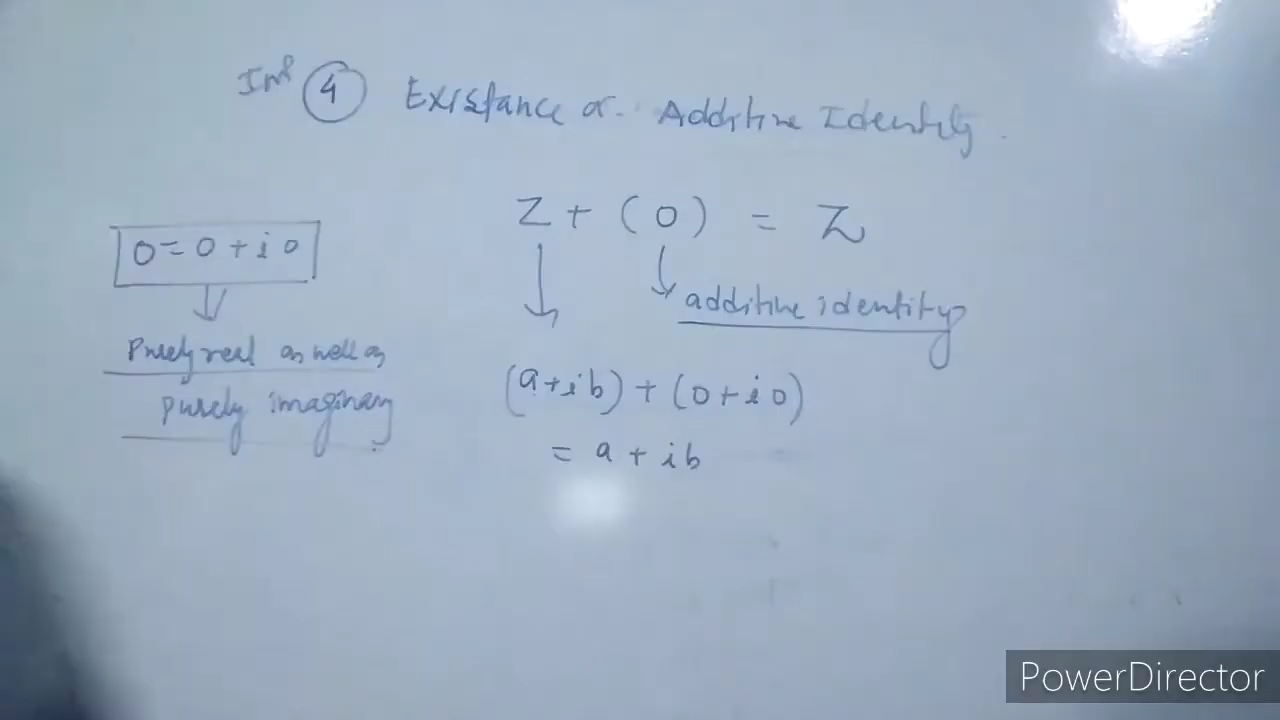 Imp 4 Existance of Additive Identity.
Z + (0) = Z
0 = 0 + i0
additive identity
Purely real as well as
purely imaginary
(a+ib) + (0+i0)
= a + ib
PowerDirector